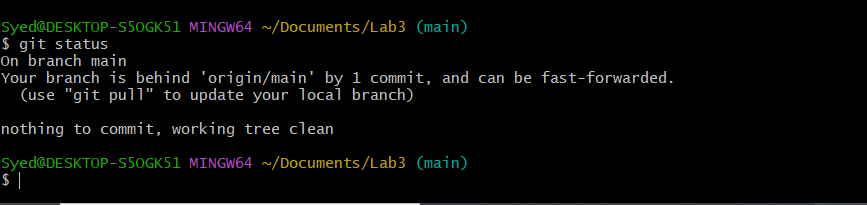 Syed@DESKTOP-S5OGK51 MINGW64 ~/Documents/Lab3 (main)
$ git status
On branch main
Your branch is behind 'origin/main' by 1 commit, and can be fast-forwarded.
  (use "git pull" to update your local branch)

nothing to commit, working tree clean

Syed@DESKTOP-S5OGK51 MINGW64 ~/Documents/Lab3 (main)
$